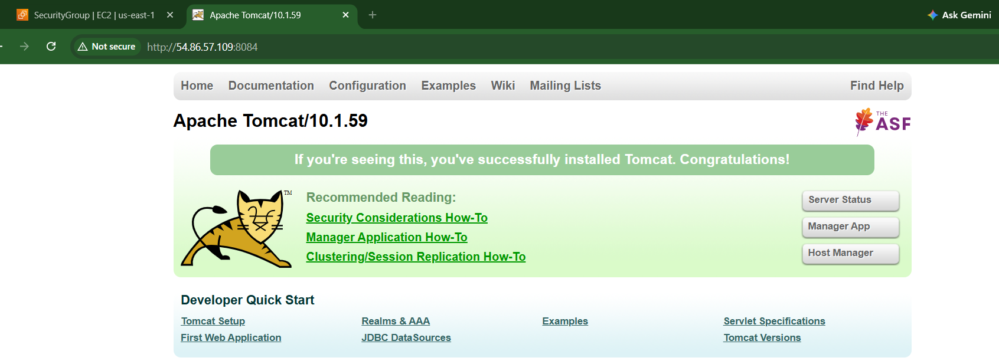 SecurityGroup | EC2 | us-east-1
Apache Tomcat/10.1.59
Ask Gemini
Not secure http://54.86.57.109:8084
Home Documentation Configuration Examples Wiki Mailing Lists Find Help
Apache Tomcat/10.1.59
THE
ASF
If you're seeing this, you've successfully installed Tomcat. Congratulations!
TM
Recommended Reading:
Security Considerations How-To
Manager Application How-To
Clustering/Session Replication How-To
Server Status
Manager App
Host Manager
Developer Quick Start
Tomcat Setup Realms & AAA Examples Servlet Specifications
First Web Application JDBC DataSources Tomcat Versions